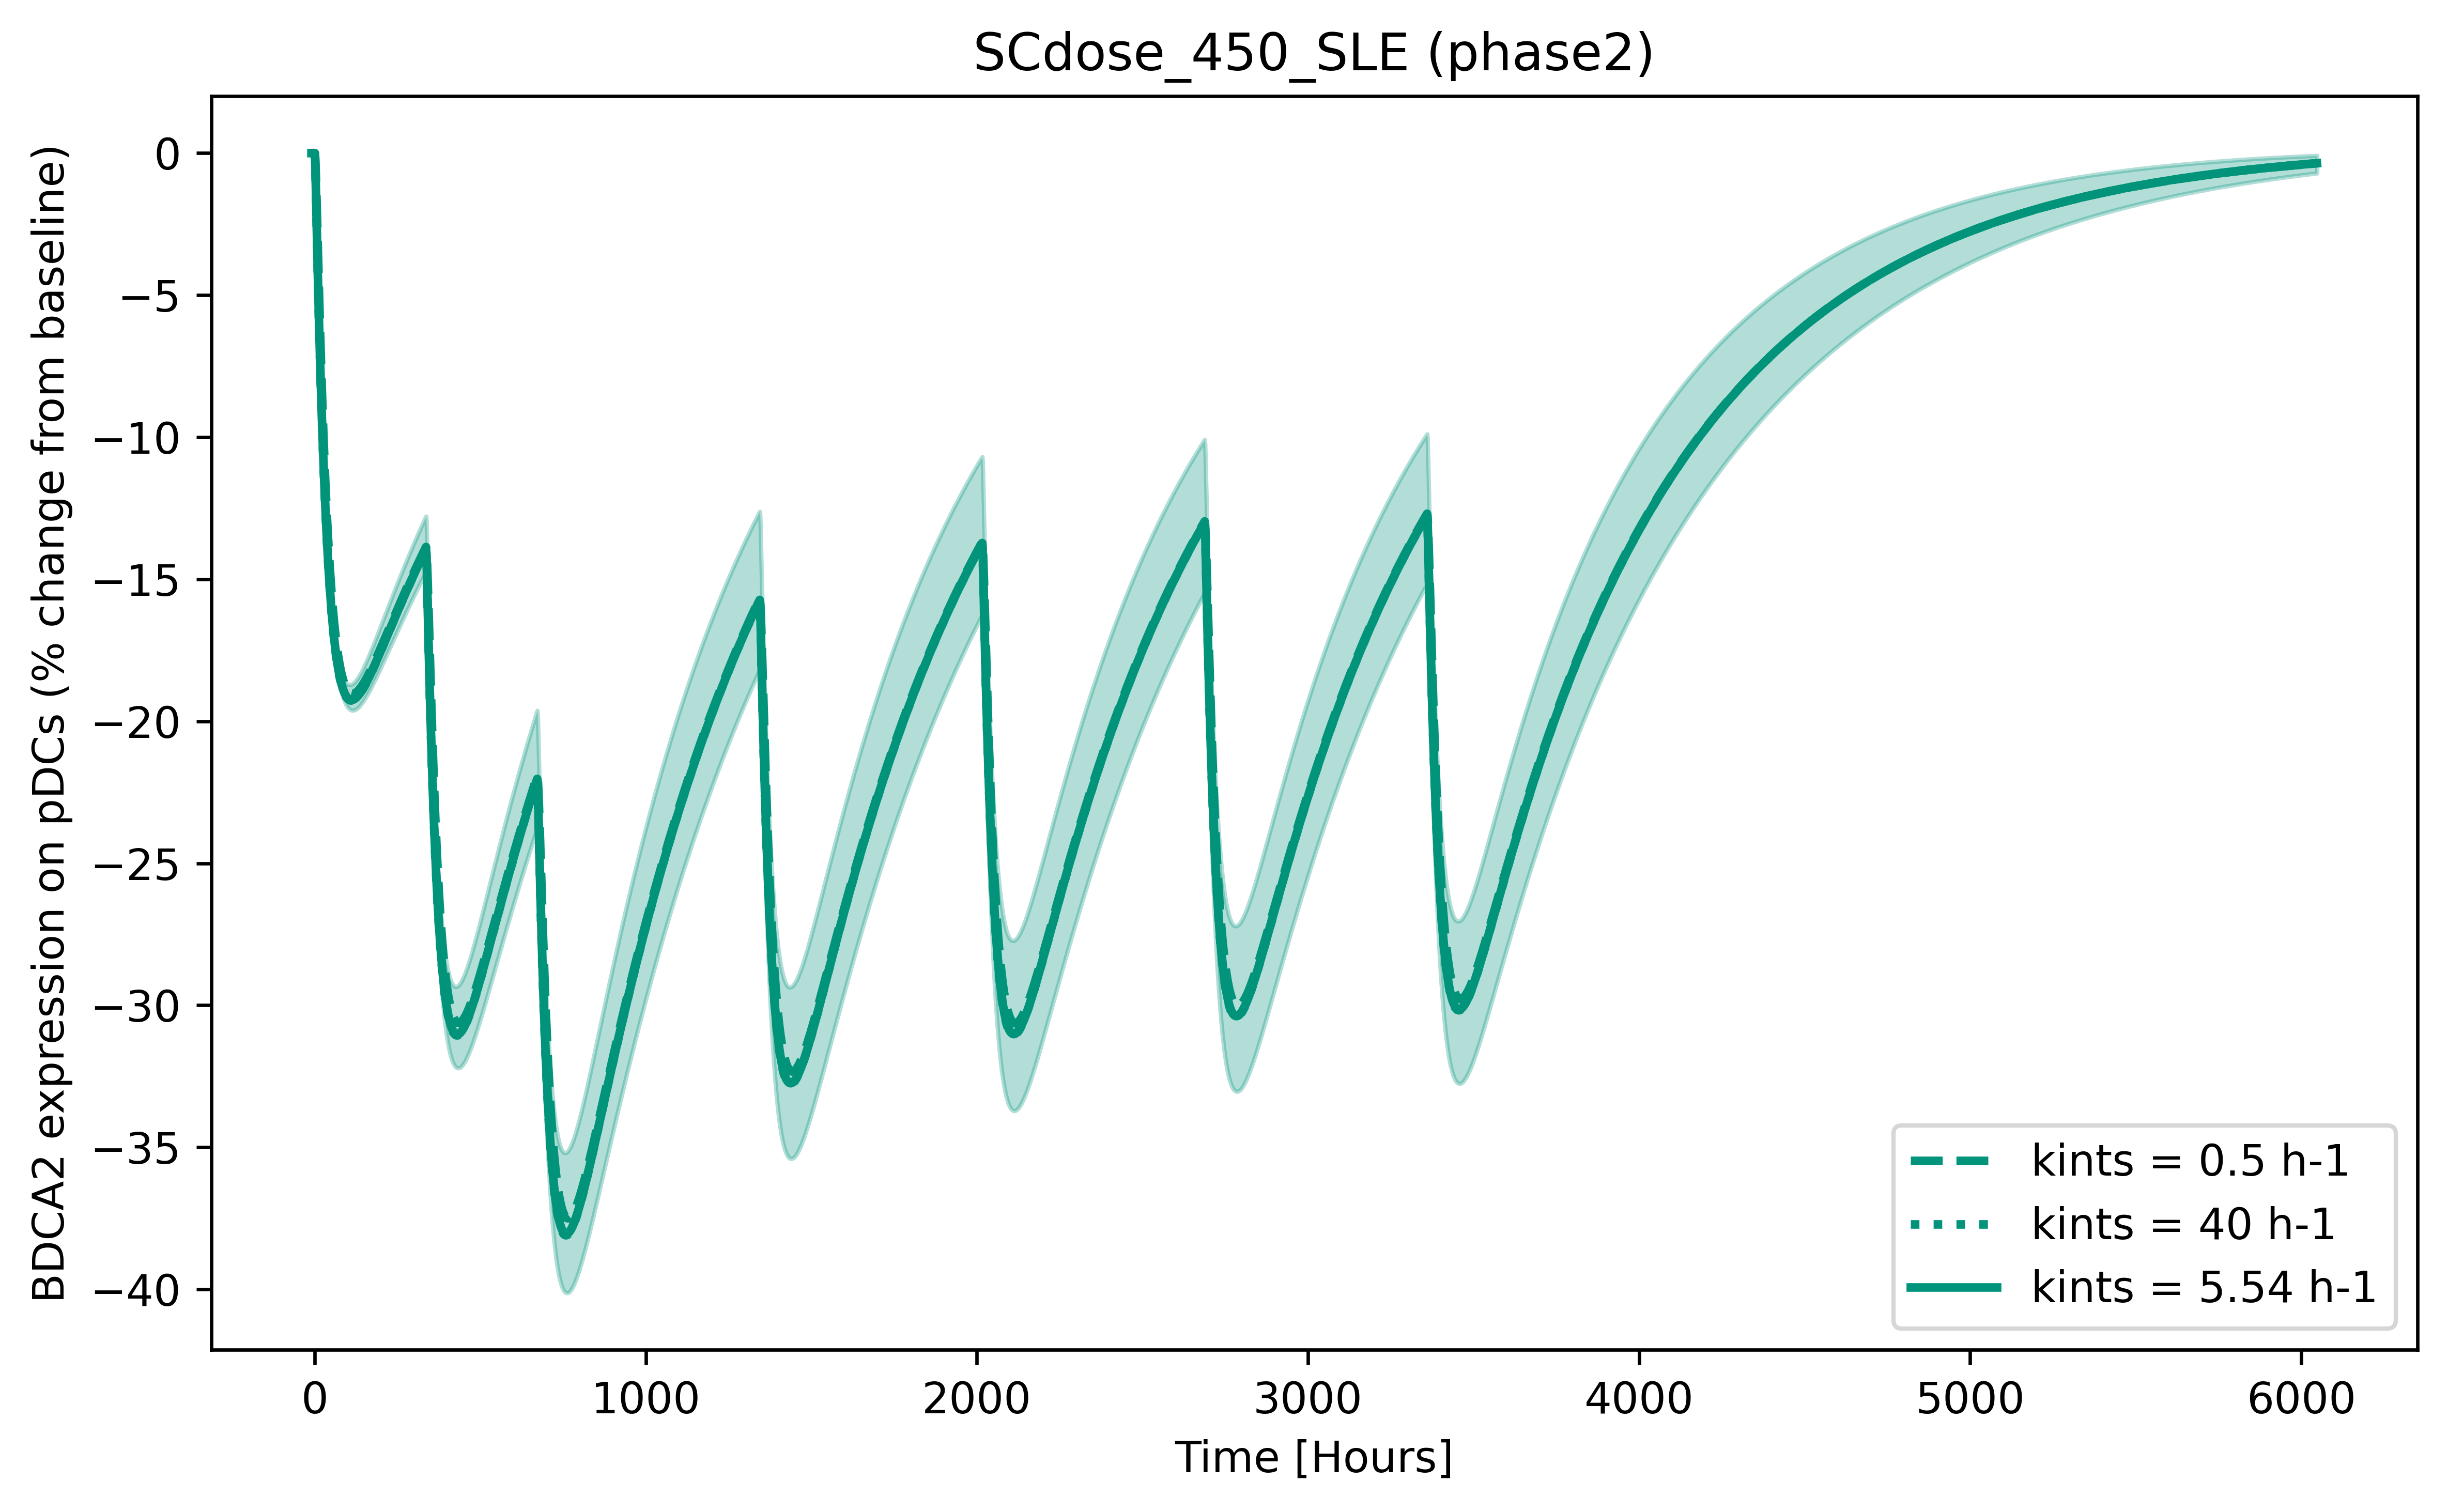 SCdose_450_SLE (phase2)
BDCA2 expression on pDCs (% change from baseline)
0
−5
−10
−15
−20
−25
−30
−35
−40
kints = 0.5 h-1
kints = 40 h-1
kints = 5.54 h-1
0 1000 2000 3000 4000 5000 6000
Time [Hours]